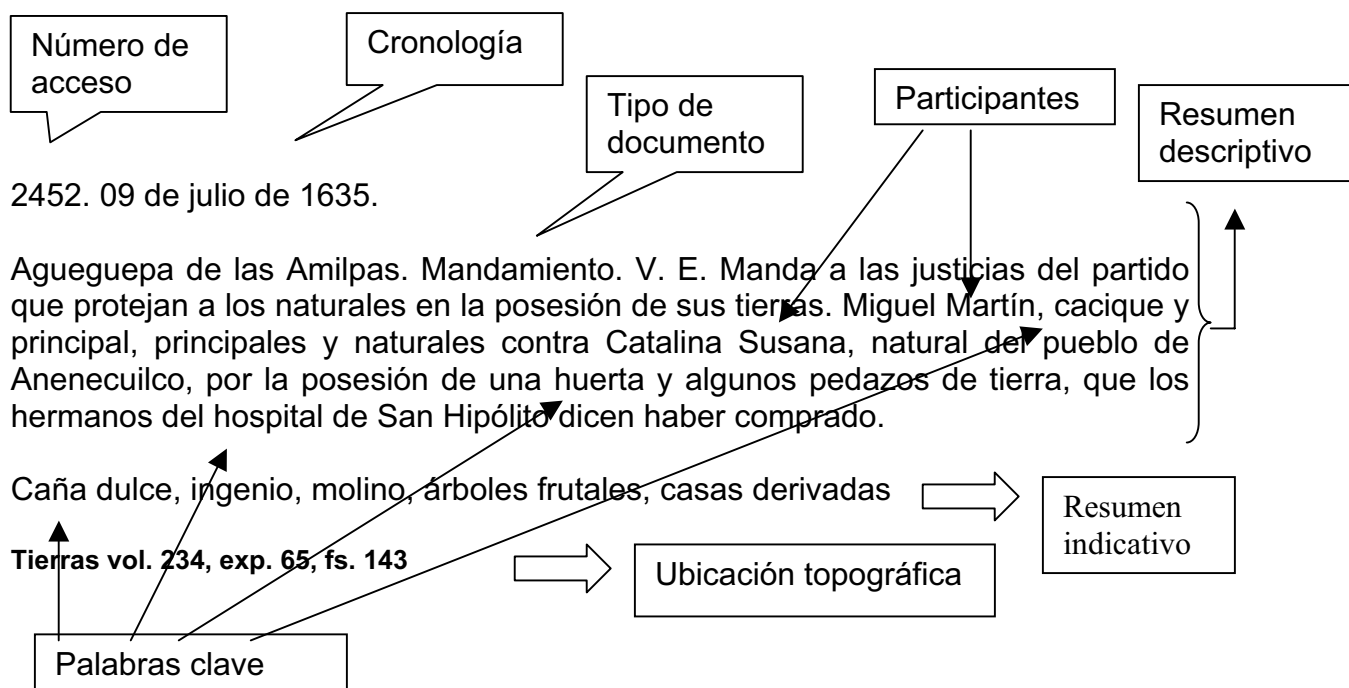 Número de
acceso
Cronología
Tipo de
documento
Participantes
Resumen
descriptivo
2452. 09 de julio de 1635.
Agueguepa de las Amilpas. Mandamiento. V. E. Manda a las justicias del partido
que protejan a los naturales en la posesión de sus tierras. Miguel Martín, cacique y
principal, principales y naturales contra Catalina Susana, natural del pueblo de
Anenecuilco, por la posesión de una huerta y algunos pedazos de tierra, que los
hermanos del hospital de San Hipólito dicen haber comprado.
Caña dulce, ingenio, molino, árboles frutales, casas derivadas
Resumen
indicativo
Tierras vol. 234, exp. 65, fs. 143
Ubicación topográfica
Palabras clave